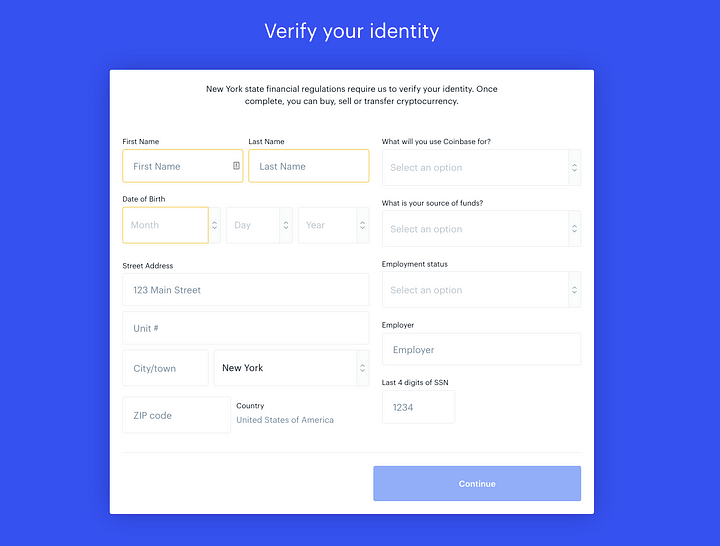 Verify your identity
New York state financial regulations require us to verify your identity. Once
complete, you can buy, sell or transfer cryptocurrency.
First Name
Last Name
First Name
Last Name
Date of Birth
Month
Day
Year
Street Address
123 Main Street
Unit #
City/town
New York
ZIP code
Country
United States of America
What will you use Coinbase for?
Select an option
What is your source of funds?
Select an option
Employment status
Select an option
Employer
Employer
Last 4 digits of SSN
1234
Continue